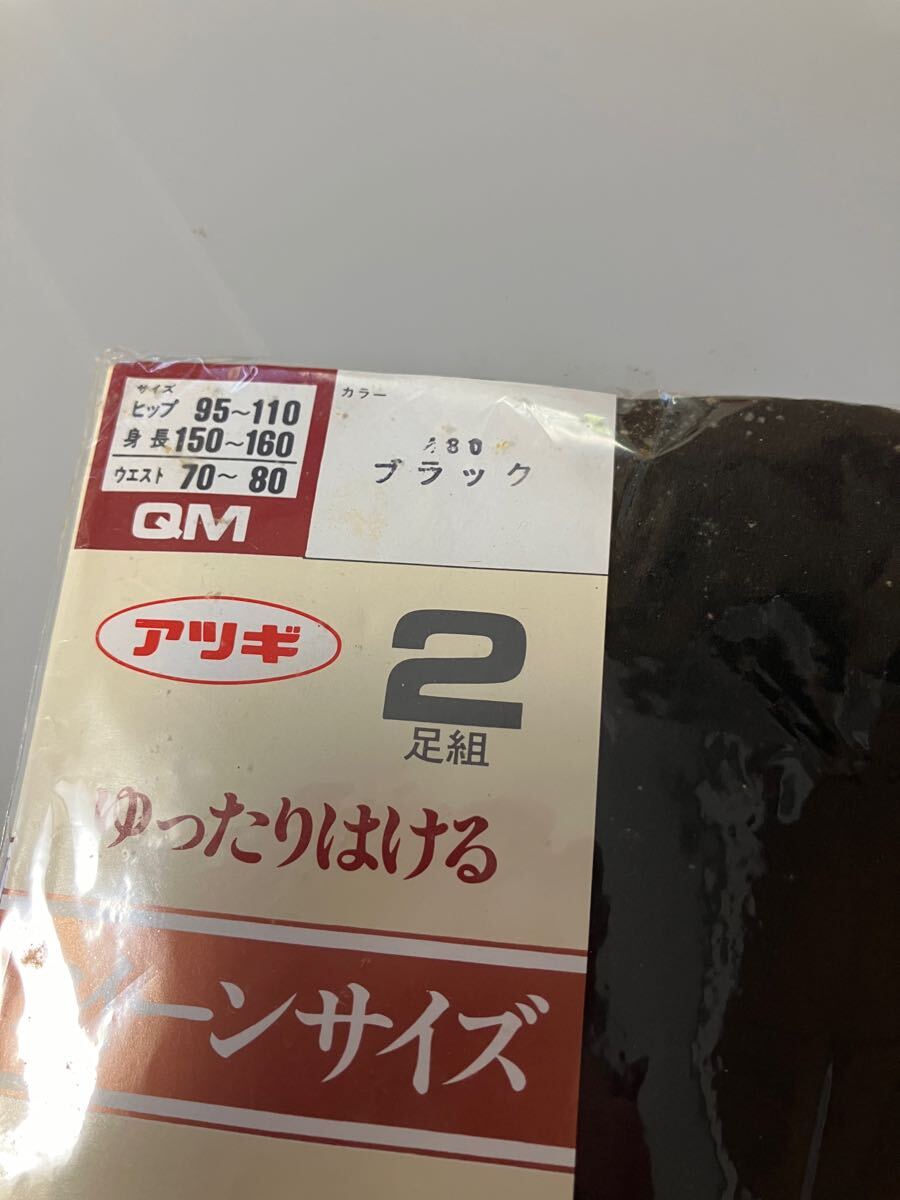 サイズ
ヒップ 95〜110
身長 150〜160
ウエスト 70〜80
QM
カラー
480
ブラック
アツギ
2
足組
ゆったりはける
ーンサイズ